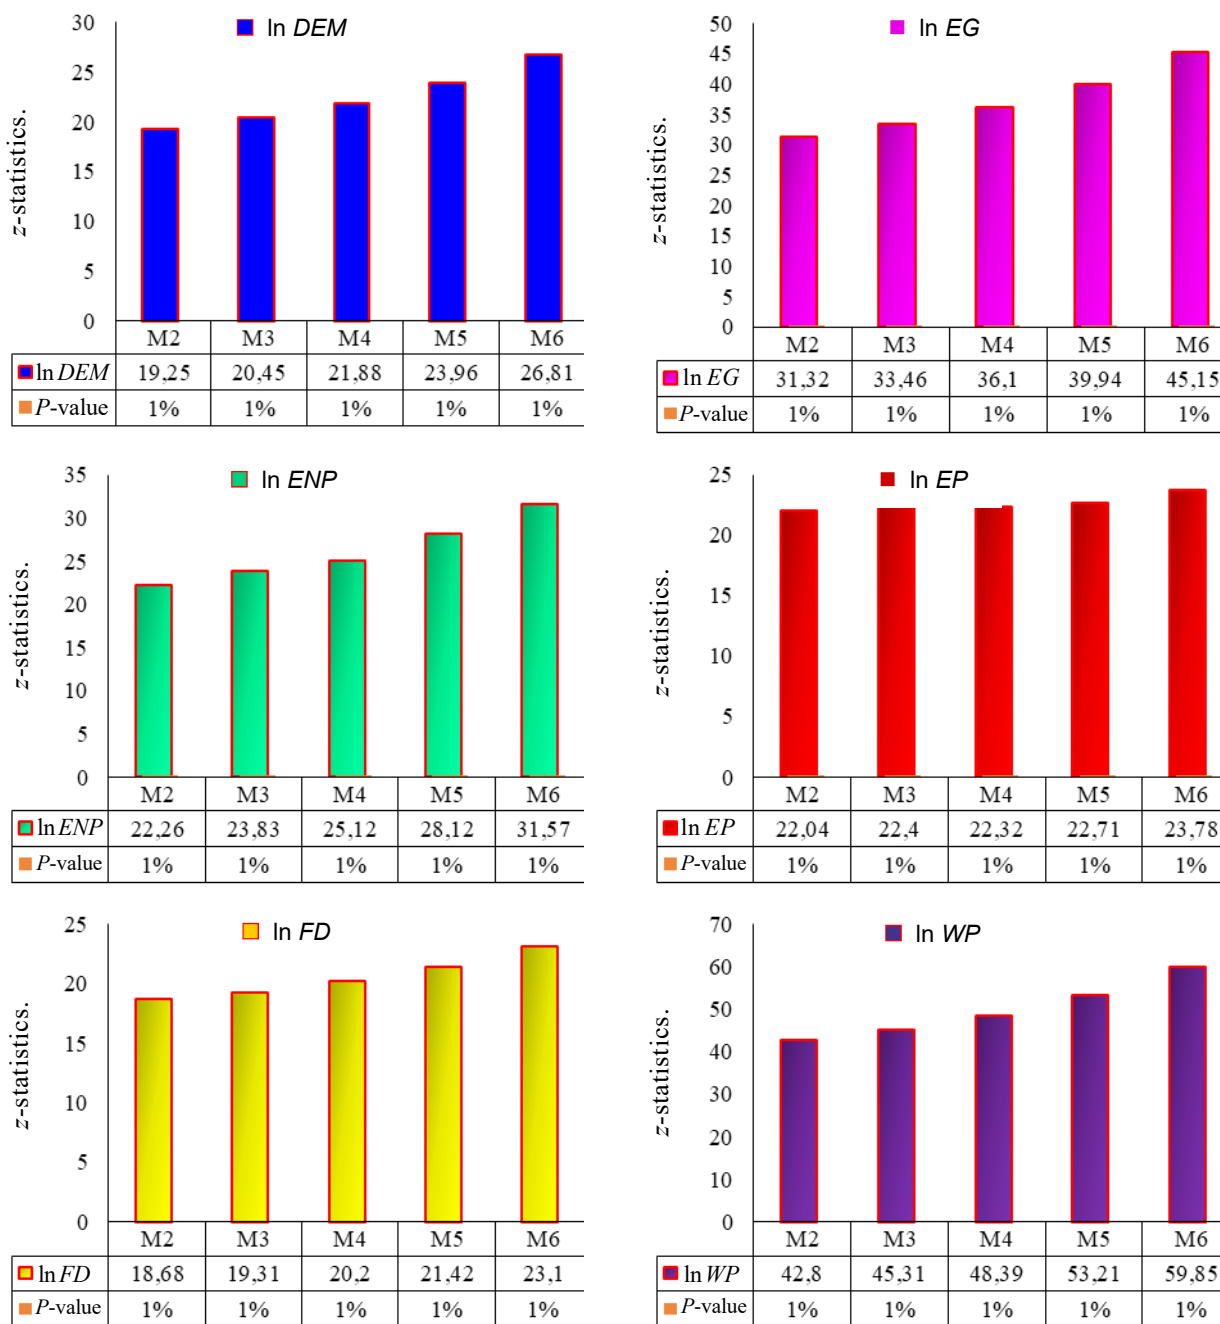 ln DEM
30
25
20
15
10
5
0
z-statistics.
M2 M3 M4 M5 M6
ln DEM 19,25 20,45 21,88 23,96 26,81
P-value 1% 1% 1% 1% 1%
ln EG
50
45
40
35
30
25
20
15
10
5
0
z-statistics.
M2 M3 M4 M5 M6
ln EG 31,32 33,46 36,1 39,94 45,15
P-value 1% 1% 1% 1% 1%
ln ENP
35
30
25
20
15
10
5
0
z-statistics.
M2 M3 M4 M5 M6
ln ENP 22,26 23,83 25,12 28,12 31,57
P-value 1% 1% 1% 1% 1%
ln EP
25
20
15
10
5
0
z-statistics.
M2 M3 M4 M5 M6
ln EP 22,04 22,4 22,32 22,71 23,78
P-value 1% 1% 1% 1% 1%
ln FD
25
20
15
10
5
0
z-statistics.
M2 M3 M4 M5 M6
ln FD 18,68 19,31 20,2 21,42 23,1
P-value 1% 1% 1% 1% 1%
ln WP
70
60
50
40
30
20
10
0
z-statistics.
M2 M3 M4 M5 M6
ln WP 42,8 45,31 48,39 53,21 59,85
P-value 1% 1% 1% 1% 1%